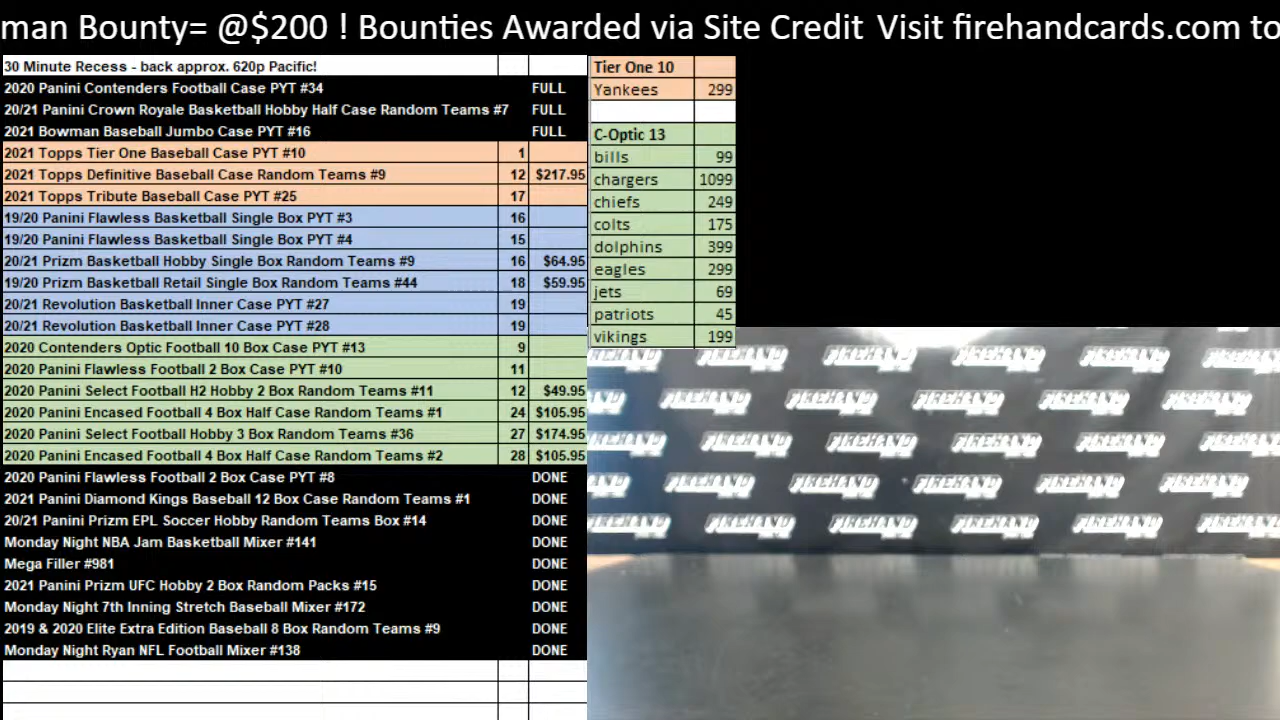 man Bounty= @$200 ! Bounties Awarded via Site Credit Visit firehandcards.com to
30 Minute Recess - back approx. 620p Pacific!
2020 Panini Contenders Football Case PYT #34 FULL
20/21 Panini Crown Royale Basketball Hobby Half Case Random Teams #7 FULL
2021 Bowman Baseball Jumbo Case PYT #16 FULL
2021 Topps Tier One Baseball Case PYT #10 1
2021 Topps Definitive Baseball Case Random Teams #9 12 $217.95
2021 Topps Tribute Baseball Case PYT #25 17
19/20 Panini Flawless Basketball Single Box PYT #3 16
19/20 Panini Flawless Basketball Single Box PYT #4 15
20/21 Prizm Basketball Hobby Single Box Random Teams #9 16 $64.95
19/20 Prizm Basketball Retail Single Box Random Teams #44 18 $59.95
20/21 Revolution Basketball Inner Case PYT #27 19
20/21 Revolution Basketball Inner Case PYT #28 19
2020 Contenders Optic Football 10 Box Case PYT #13 9
2020 Panini Flawless Football 2 Box Case PYT #10 11
2020 Panini Select Football H2 Hobby 2 Box Random Teams #11 12 $49.95
2020 Panini Encased Football 4 Box Half Case Random Teams #1 24 $105.95
2020 Panini Select Football Hobby 3 Box Random Teams #36 27 $174.95
2020 Panini Encased Football 4 Box Half Case Random Teams #2 28 $105.95
2020 Panini Flawless Football 2 Box Case PYT #8 DONE
2021 Panini Diamond Kings Baseball 12 Box Case Random Teams #1 DONE
20/21 Panini Prizm EPL Soccer Hobby Random Teams Box #14 DONE
Monday Night NBA Jam Basketball Mixer #141 DONE
Mega Filler #981 DONE
2021 Panini Prizm UFC Hobby 2 Box Random Packs #15 DONE
Monday Night 7th Inning Stretch Baseball Mixer #172 DONE
2019 & 2020 Elite Extra Edition Baseball 8 Box Random Teams #9 DONE
Monday Night Ryan NFL Football Mixer #138 DONE
Tier One 10
Yankees 299
C-Optic 13
bills 99
chargers 1099
chiefs 249
colts 175
dolphins 399
eagles 299
jets 69
patriots 45
vikings 199
FIREHAND